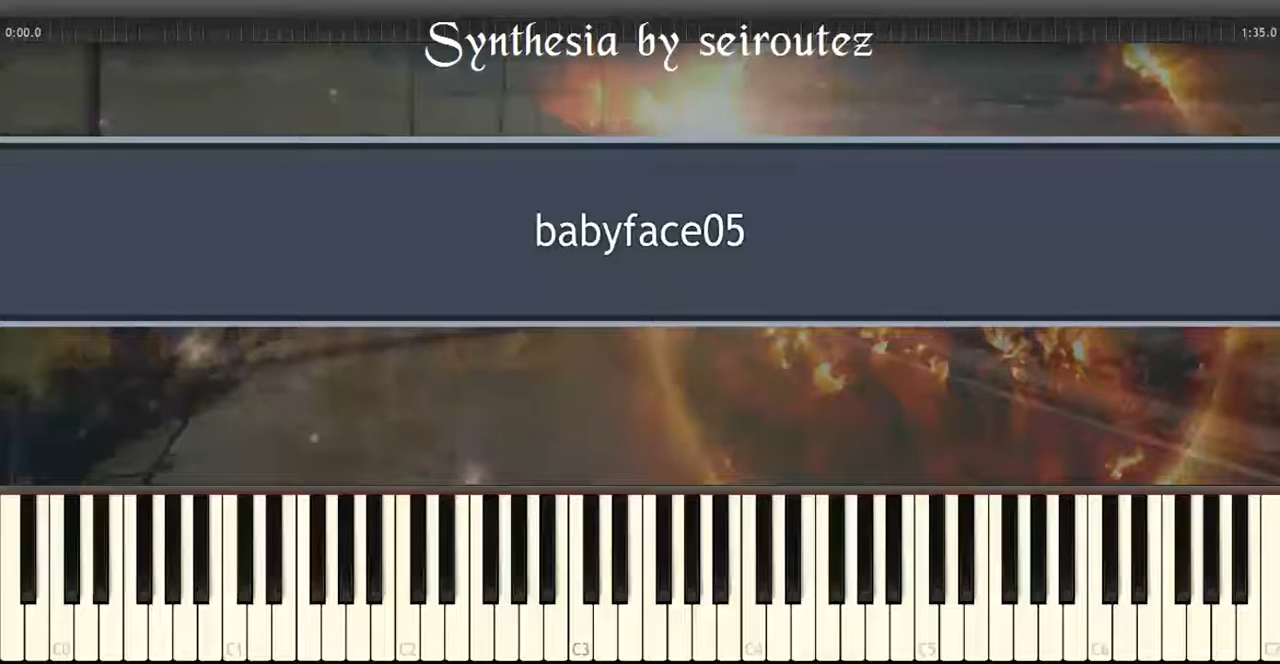 0:00.0
Synthesia by seiroutez
1:35.0
babyface05
C0 C1 C2 C3 C4 C5 C6